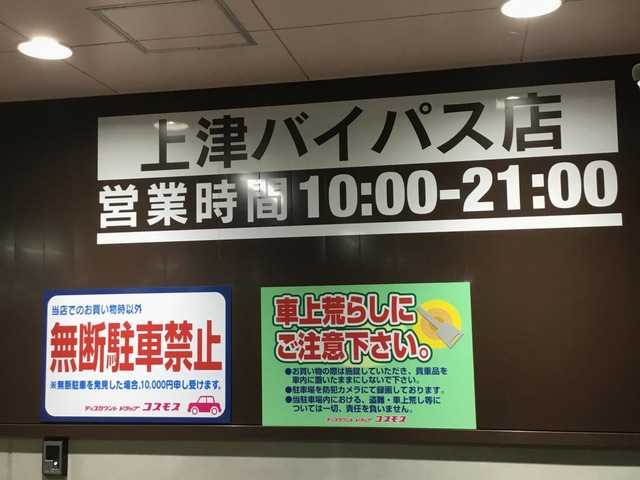 上津バイパス店
営業時間 10:00-21:00
当店でのお買い物時以外
無断駐車禁止
※無断駐車を発見した場合、10,000円申し受けます。
ディスカウント ドラッグ コスモス
車上荒らしに
ご注意下さい。
●お買い物の際は施錠していただき、貴重品を
車内に置いたままにしないで下さい。
●駐車場を防犯カメラにて録画しております。
●当駐車場内における、盗難・車上荒し等に
ついては一切、責任を負いません。
ディスカウント ドラッグ コスモス